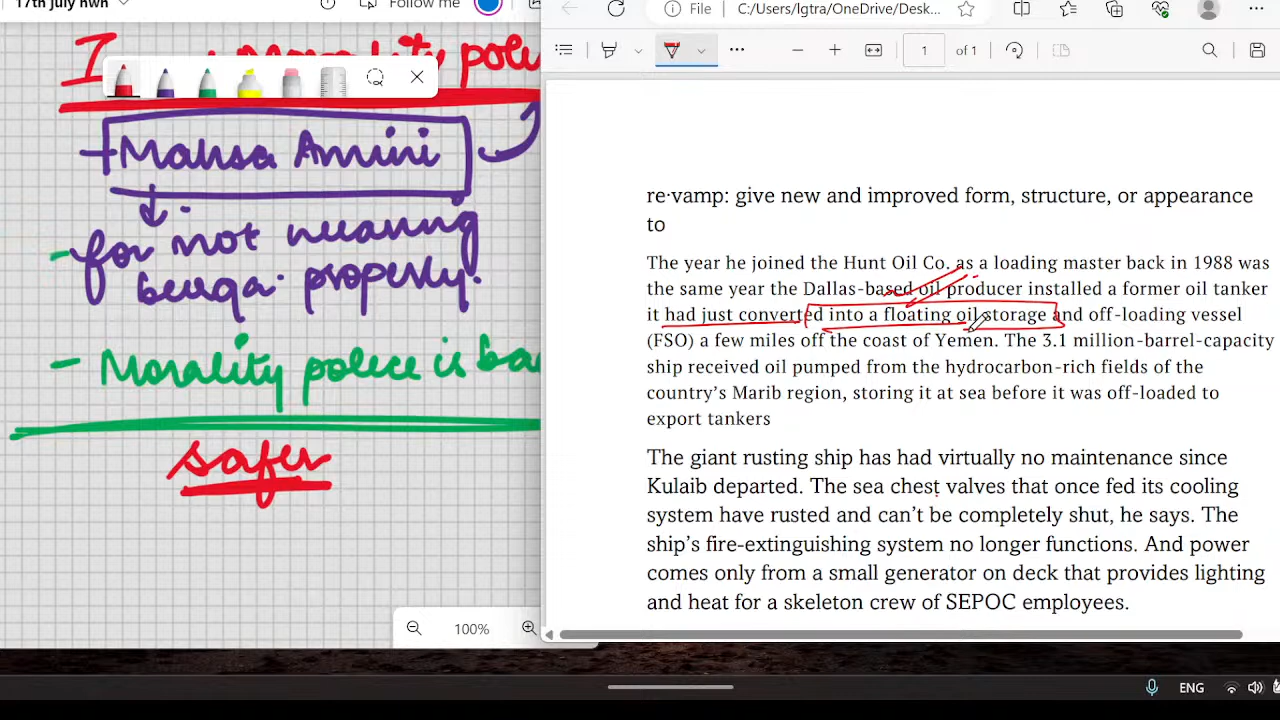 17th july hwh
Follow me
File
C:/Users/lgtra/OneDrive/Desk...
1 of 1
police
Mahsa Amini
for not wearing
beuqa. properly.
- Morality police is ba
safer
100%
re·vamp: give new and improved form, structure, or appearance
to
The year he joined the Hunt Oil Co. as a loading master back in 1988 was
the same year the Dallas-based oil producer installed a former oil tanker
it had just converted into a floating oil storage and off-loading vessel
(FSO) a few miles off the coast of Yemen. The 3.1 million-barrel-capacity
ship received oil pumped from the hydrocarbon-rich fields of the
country's Marib region, storing it at sea before it was off-loaded to
export tankers
The giant rusting ship has had virtually no maintenance since
Kulaib departed. The sea chest valves that once fed its cooling
system have rusted and can't be completely shut, he says. The
ship's fire-extinguishing system no longer functions. And power
comes only from a small generator on deck that provides lighting
and heat for a skeleton crew of SEPOC employees.
ENG